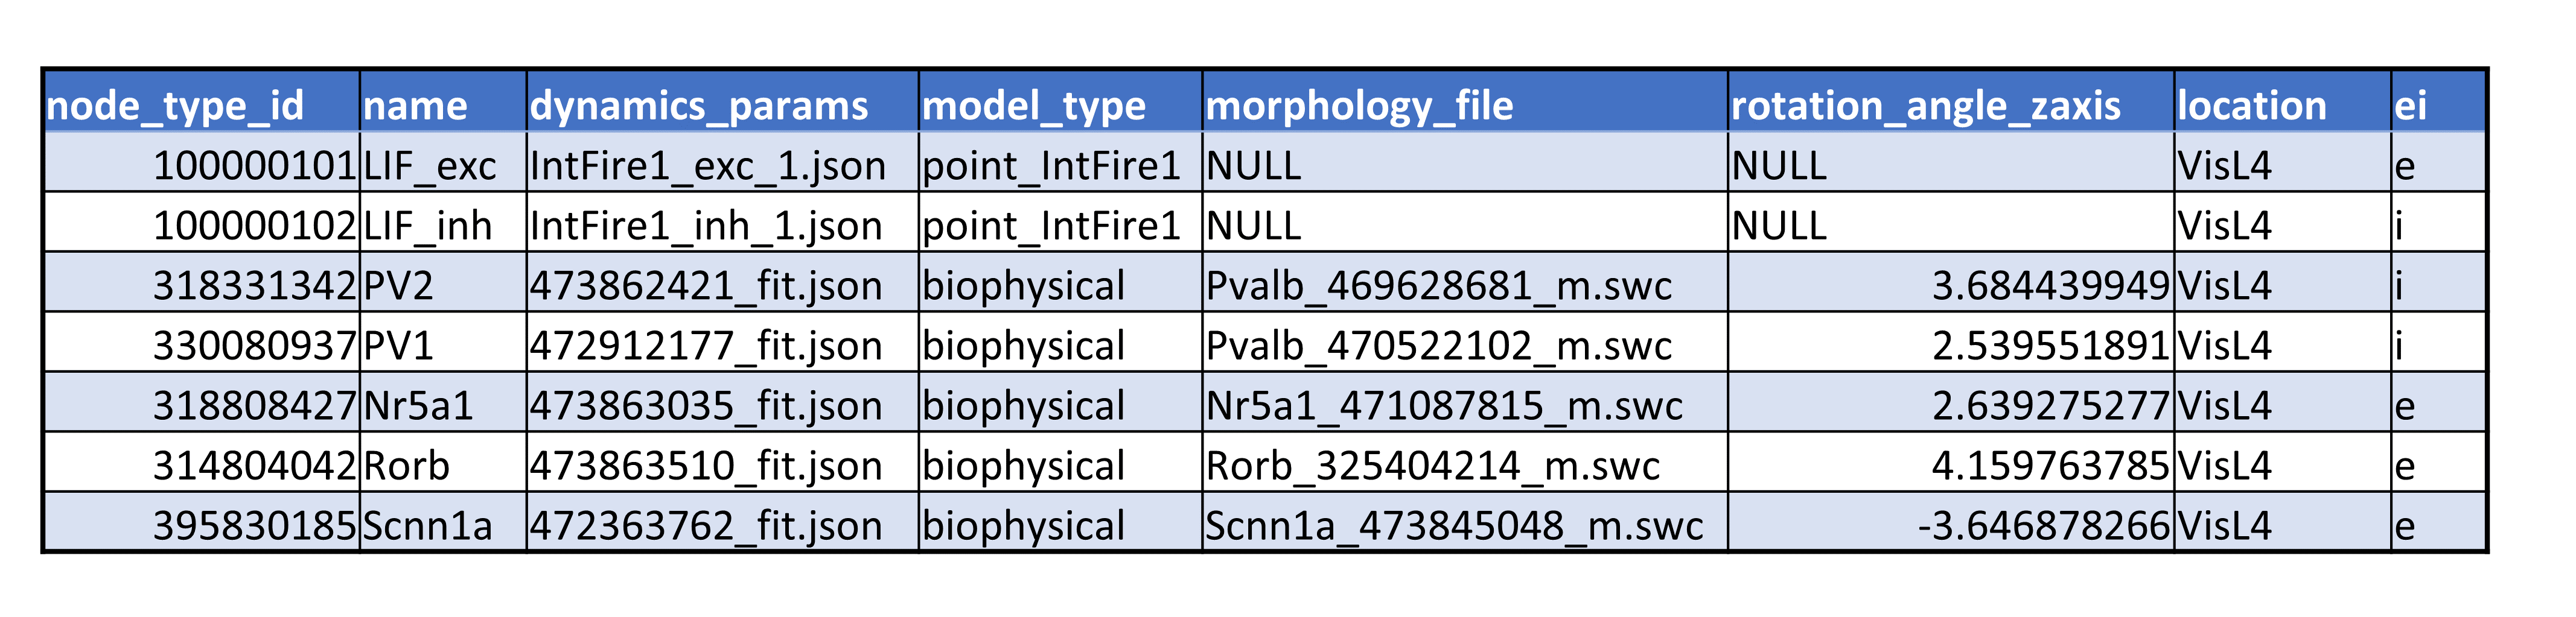 node_type_id name dynamics_params model_type morphology_file rotation_angle_zaxis location ei
100000101 LIF_exc IntFire1_exc_1.json point_IntFire1 NULL NULL VisL4 e
100000102 LIF_inh IntFire1_inh_1.json point_IntFire1 NULL NULL VisL4 i
318331342 PV2 473862421_fit.json biophysical Pvalb_469628681_m.swc 3.684439949 VisL4 i
330080937 PV1 472912177_fit.json biophysical Pvalb_470522102_m.swc 2.539551891 VisL4 i
318808427 Nr5a1 473863035_fit.json biophysical Nr5a1_471087815_m.swc 2.639275277 VisL4 e
314804042 Rorb 473863510_fit.json biophysical Rorb_325404214_m.swc 4.159763785 VisL4 e
395830185 Scnn1a 472363762_fit.json biophysical Scnn1a_473845048_m.swc -3.646878266 VisL4 e